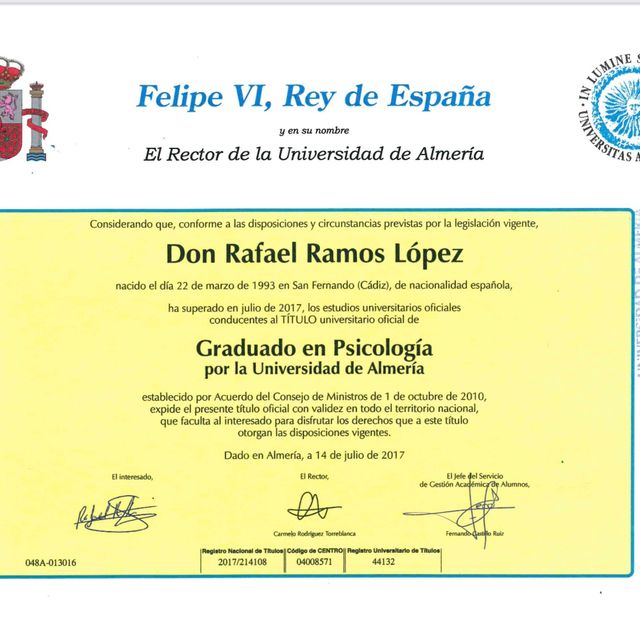 Felipe VI, Rey de España
y en su nombre
El Rector de la Universidad de Almería
IN LUMINE S
UNIVERSITAS A
Considerando que, conforme a las disposiciones y circunstancias previstas por la legislación vigente,
Don Rafael Ramos López
nacido el día 22 de marzo de 1993 en San Fernando (Cádiz), de nacionalidad española,
ha superado en julio de 2017, los estudios universitarios oficiales
conducentes al TÍTULO universitario oficial de
Graduado en Psicología
por la Universidad de Almería
establecido por Acuerdo del Consejo de Ministros de 1 de octubre de 2010,
expide el presente título oficial con validez en todo el territorio nacional,
que faculta al interesado para disfrutar los derechos que a este título
otorgan las disposiciones vigentes.
Dado en Almería, a 14 de julio de 2017
El interesado,
El Rector,
El Jefe del Servicio
de Gestión Académica de Alumnos,
Carmelo Rodríguez Torreblanca
Fernando Castillo Ruiz
048A-013016
Registro Nacional de Títulos
2017/214108
Código de CENTRO
04008571
Registro Universitario de Títulos
44132